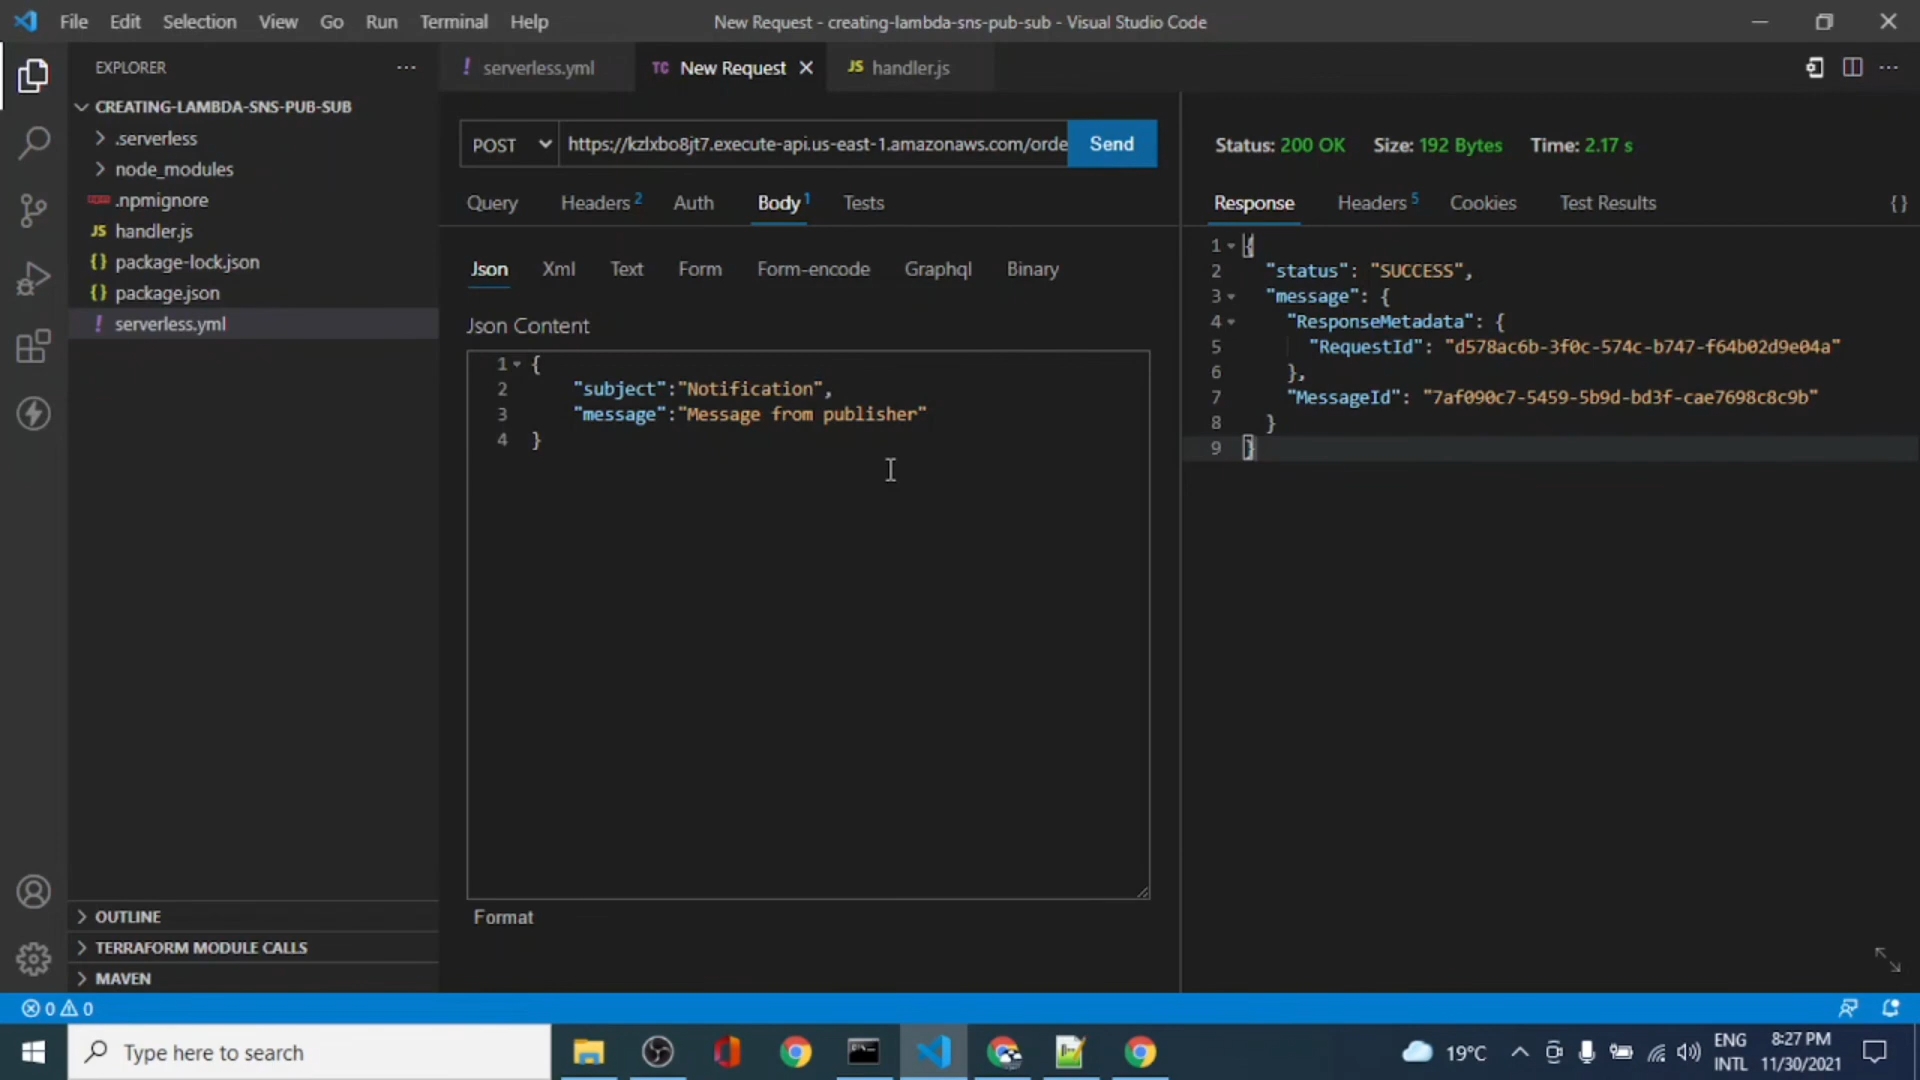 File Edit Selection View Go Run Terminal Help
New Request - creating-lambda-sns-pub-sub - Visual Studio Code
EXPLORER
CREATING-LAMBDA-SNS-PUB-SUB
.serverless
node_modules
.npmignore
JS handler.js
{} package-lock.json
{} package.json
! serverless.yml
OUTLINE
TERRAFORM MODULE CALLS
MAVEN
! serverless.yml
TC New Request
JS handler.js
POST https://kzlxbo8jt7.execute-api.us-east-1.amazonaws.com/orde Send
Query Headers 2 Auth Body 1 Tests
Json Xml Text Form Form-encode Graphql Binary
Json Content
1 {
2 "subject":"Notification",
3 "message":"Message from publisher"
4 }
Format
Status: 200 OK Size: 192 Bytes Time: 2.17 s
Response Headers 5 Cookies Test Results {}
1 {
2 "status": "SUCCESS",
3 "message": {
4 "ResponseMetadata": {
5 "RequestId": "d578ac6b-3f0c-574c-b747-f64b02d9e04a"
6 },
7 "MessageId": "7af090c7-5459-5b9d-bd3f-cae7698c8c9b"
8 }
9 }
0 0
Type here to search
19°C
ENG
INTL
8:27 PM
11/30/2021